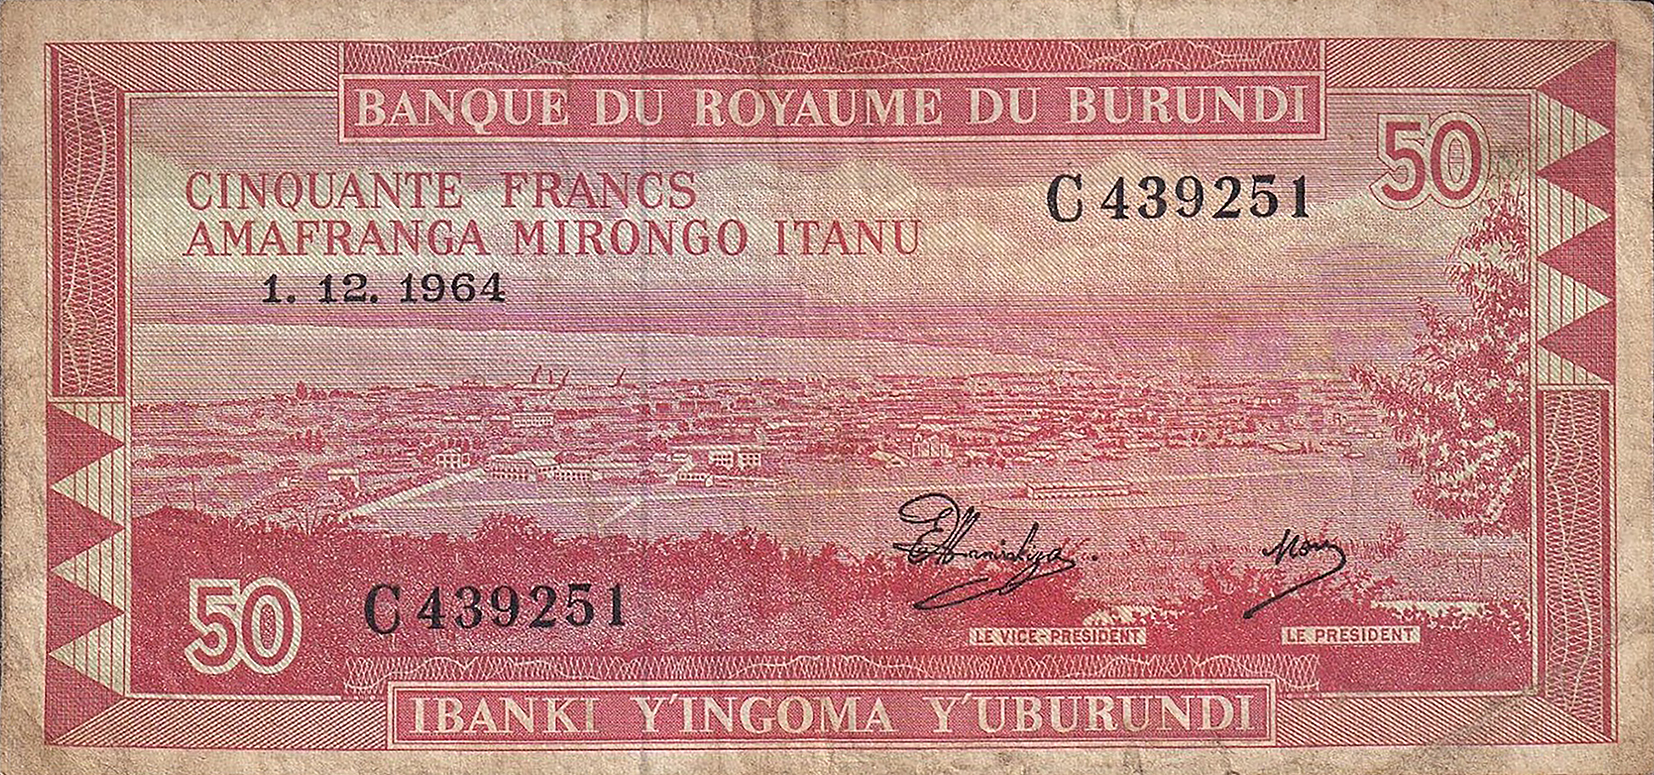 BANQUE DU ROYAUME DU BURUNDI
50
CINQUANTE FRANCS
C 439251
AMAFRANGA MIRONGO ITANU
1. 12. 1964
50
C 439251
LE VICE-PRESIDENT
LE PRESIDENT
IBANKI Y'INGOMA Y'UBURUNDI